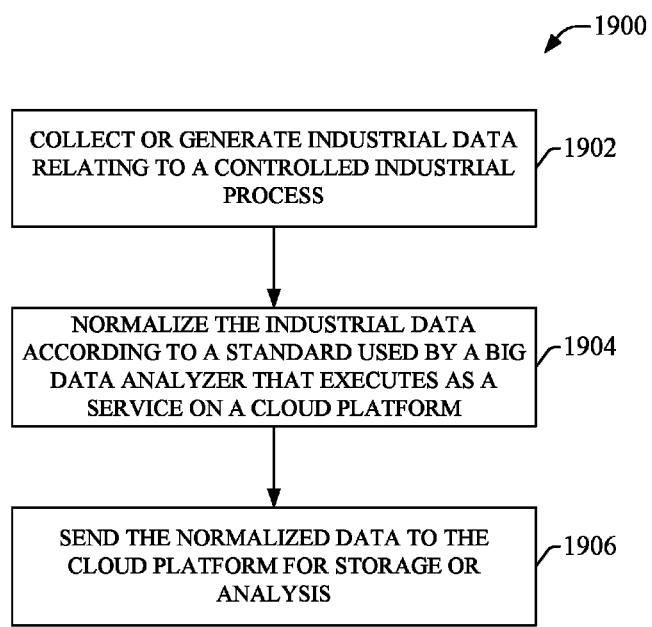 1900
COLLECT OR GENERATE INDUSTRIAL DATA
RELATING TO A CONTROLLED INDUSTRIAL
PROCESS
1902
NORMALIZE THE INDUSTRIAL DATA
ACCORDING TO A STANDARD USED BY A BIG
DATA ANALYZER THAT EXECUTES AS A
SERVICE ON A CLOUD PLATFORM
1904
SEND THE NORMALIZED DATA TO THE
CLOUD PLATFORM FOR STORAGE OR
ANALYSIS
1906